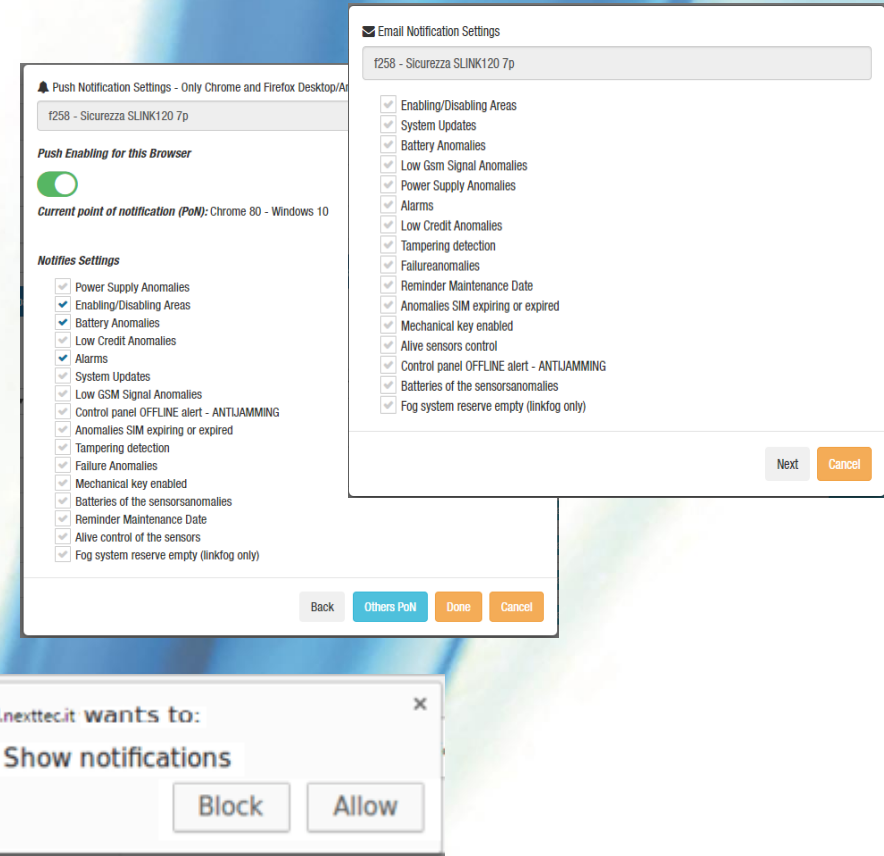 Email Notification Settings
f258 - Sicurezza SLINK120 7p
Enabling/Disabling Areas
System Updates
Battery Anomalies
Low Gsm Signal Anomalies
Power Supply Anomalies
Alarms
Low Credit Anomalies
Tampering detection
Failureanomalies
Reminder Maintenance Date
Anomalies SIM expiring or expired
Mechanical key enabled
Alive sensors control
Control panel OFFLINE alert - ANTIJAMMING
Batteries of the sensorsanomalies
Fog system reserve empty (linkfog only)
Next Cancel
Push Notification Settings - Only Chrome and Firefox Desktop/
f258 - Sicurezza SLINK120 7p
Push Enabling for this Browser
Current point of notification (PoN): Chrome 80 - Windows 10
Notifies Settings
Power Supply Anomalies
Enabling/Disabling Areas
Battery Anomalies
Low Credit Anomalies
Alarms
System Updates
Low GSM Signal Anomalies
Control panel OFFLINE alert - ANTIJAMMING
Anomalies SIM expiring or expired
Tampering detection
Failure Anomalies
Mechanical key enabled
Batteries of the sensorsanomalies
Reminder Maintenance Date
Alive control of the sensors
Fog system reserve empty (linkfog only)
Back Others PoN Done Cancel
.nexttec.it wants to:
Show notifications
Block Allow